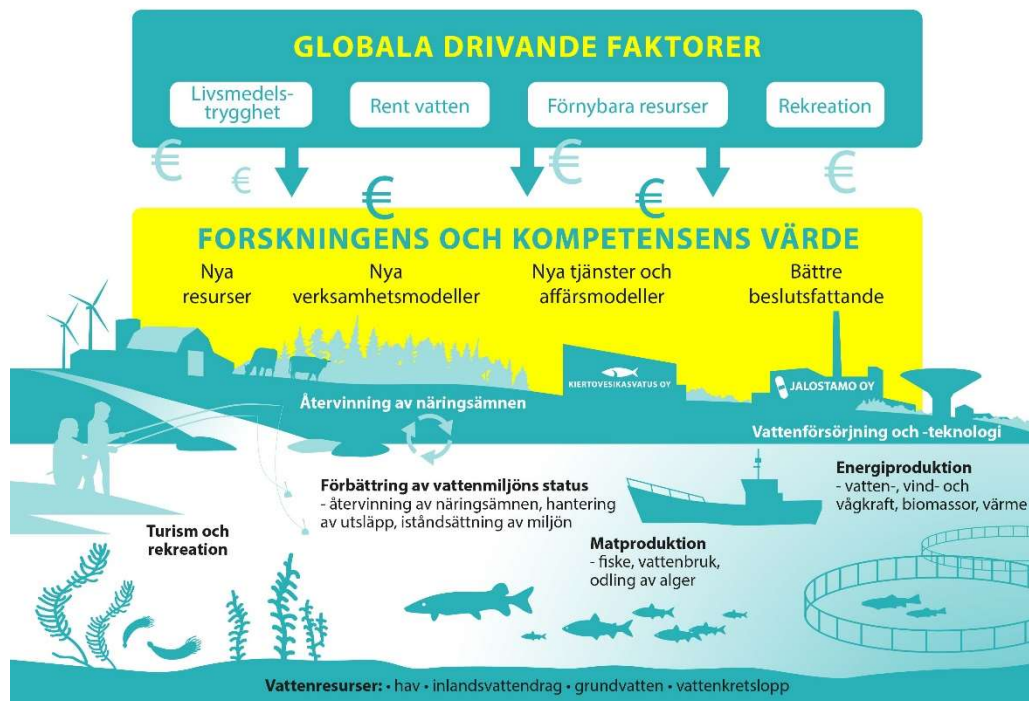 GLOBALA DRIVANDE FAKTORER
Livsmedels-
trygghet
Rent vatten
Förnybara resurser
Rekreation
€ € € € € €
FORSKNINGENS OCH KOMPETENSENS VÄRDE
Nya
resurser
Nya
verksamhetsmodeller
Nya tjänster och
affärsmodeller
Bättre
beslutsfattande
KIERTOVESIKASVATUS OY
JALOSTAMO OY
Återvinning av näringsämnen
Vattenförsörjning och -teknologi
Förbättring av vattenmiljöns status
- återvinning av näringsämnen, hantering
av utsläpp, iståndsättning av miljön
Energiproduktion
- vatten-, vind- och
vågkraft, biomassor, värme
Turism och
rekreation
Matproduktion
- fiske, vattenbruk,
odling av alger
Vattenresurser: • hav • inlandsvattendrag • grundvatten • vattenkretslopp